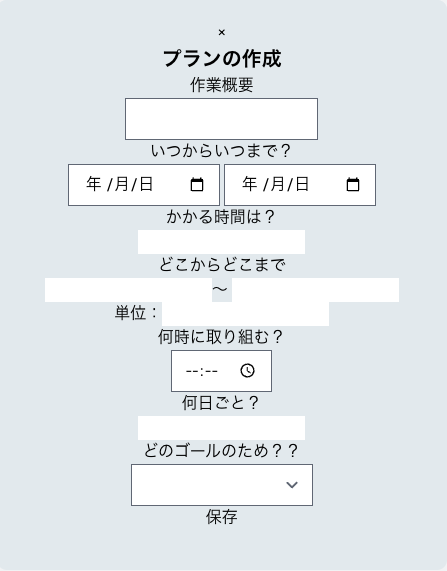 ×
プランの作成
作業概要
いつからいつまで？
年 /月/日 年 /月/日
かかる時間は？
どこからどこまで
〜
単位：
何時に取り組む？
--:--
何日ごと？
どのゴールのため？？
保存